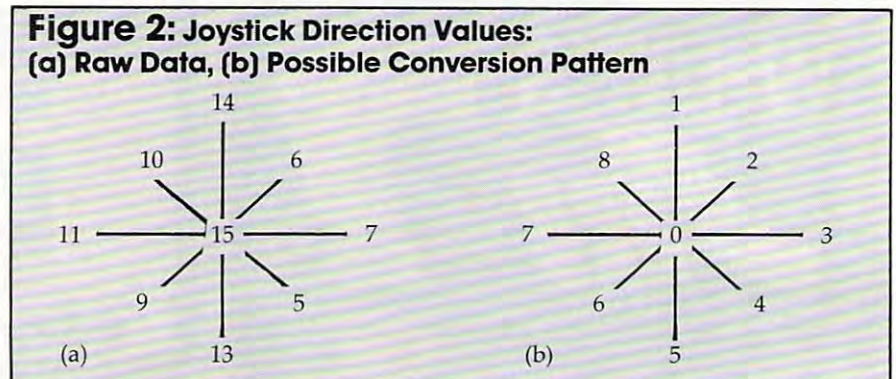 Figure 2: Joystick Direction Values:
(a) Raw Data, (b) Possible Conversion Pattern
14
10 6
11 15 7
9 5
(a) 13
1
8 2
7 0 3
6 4
(b) 5